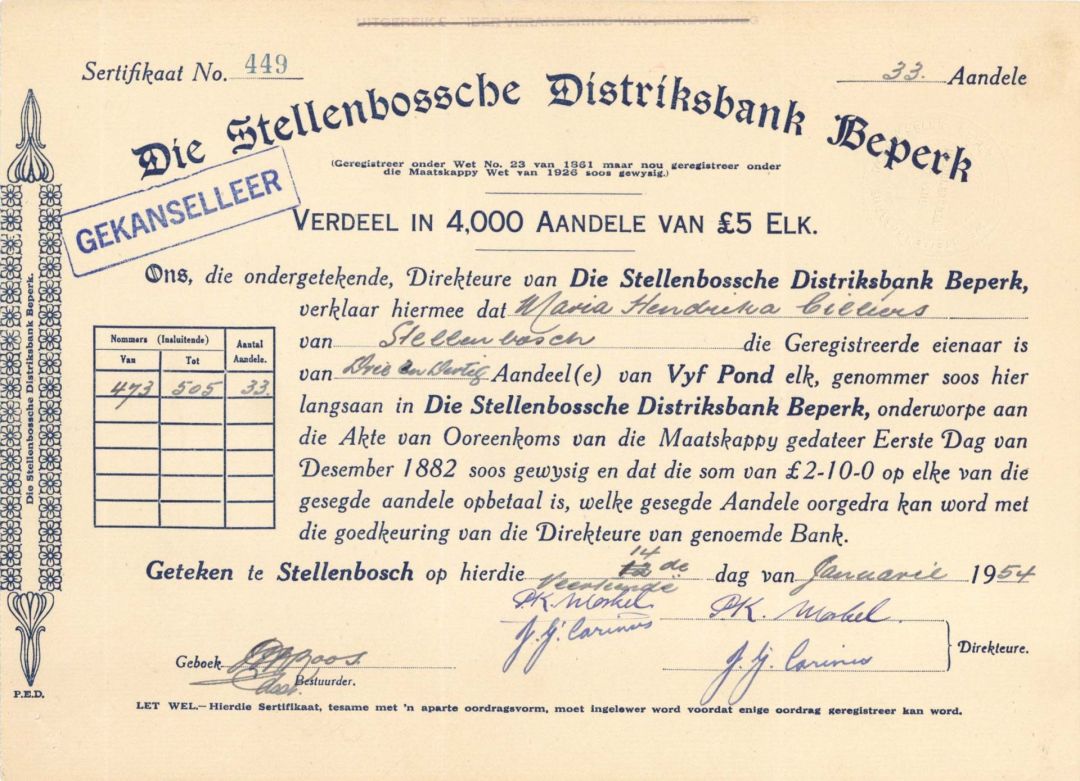 Sertifikaat No. 449
33. Aandele
Die Stellenbossche Distriksbank Beperk
(Geregistreer onder Wet No. 23 van 1861 maar nou geregistreer onder
die Maatskappy Wet van 1926 soos gewysig.)
GEKANSELLEER
VERDEEL IN 4,000 AANDELE VAN £5 ELK.
Ons, die ondergetekende, Direkteure van Die Stellenbossche Distriksbank Beperk,
verklaar hiermee dat Maria Hendrika Cilliers
van Stellenbosch die Geregistreerde eienaar is
van Drie en Dertig Aandeel(e) van Vyf Pond elk, genommer soos hier
langsaan in Die Stellenbossche Distriksbank Beperk, onderworpe aan
die Akte van Ooreenkoms van die Maatskappy gedateer Eerste Dag van
Desember 1882 soos gewysig en dat die som van £2-10-0 op elke van die
gesegde aandele opbetaal is, welke gesegde Aandele oorgedra kan word met
die goedkeuring van die Direkteure van genoemde Bank.
Nommers (Insluitende) Aantal Aandele.
Van Tot
473 505 33.
Geteken te Stellenbosch op hierdie 14de dag van Januarie 1954
P.K. Morkel. P.K. Morkel.
J. J. Carinus J. J. Carinus
Direkteure.
Geboek
Bestuurder.
LET WEL.—Hierdie Sertifikaat, tesame met 'n aparte oordragsvorm, moet ingelewer word voordat enige oordrag geregistreer kan word.
Die Stellenbossche Distriksbank Beperk.
P.E.D.